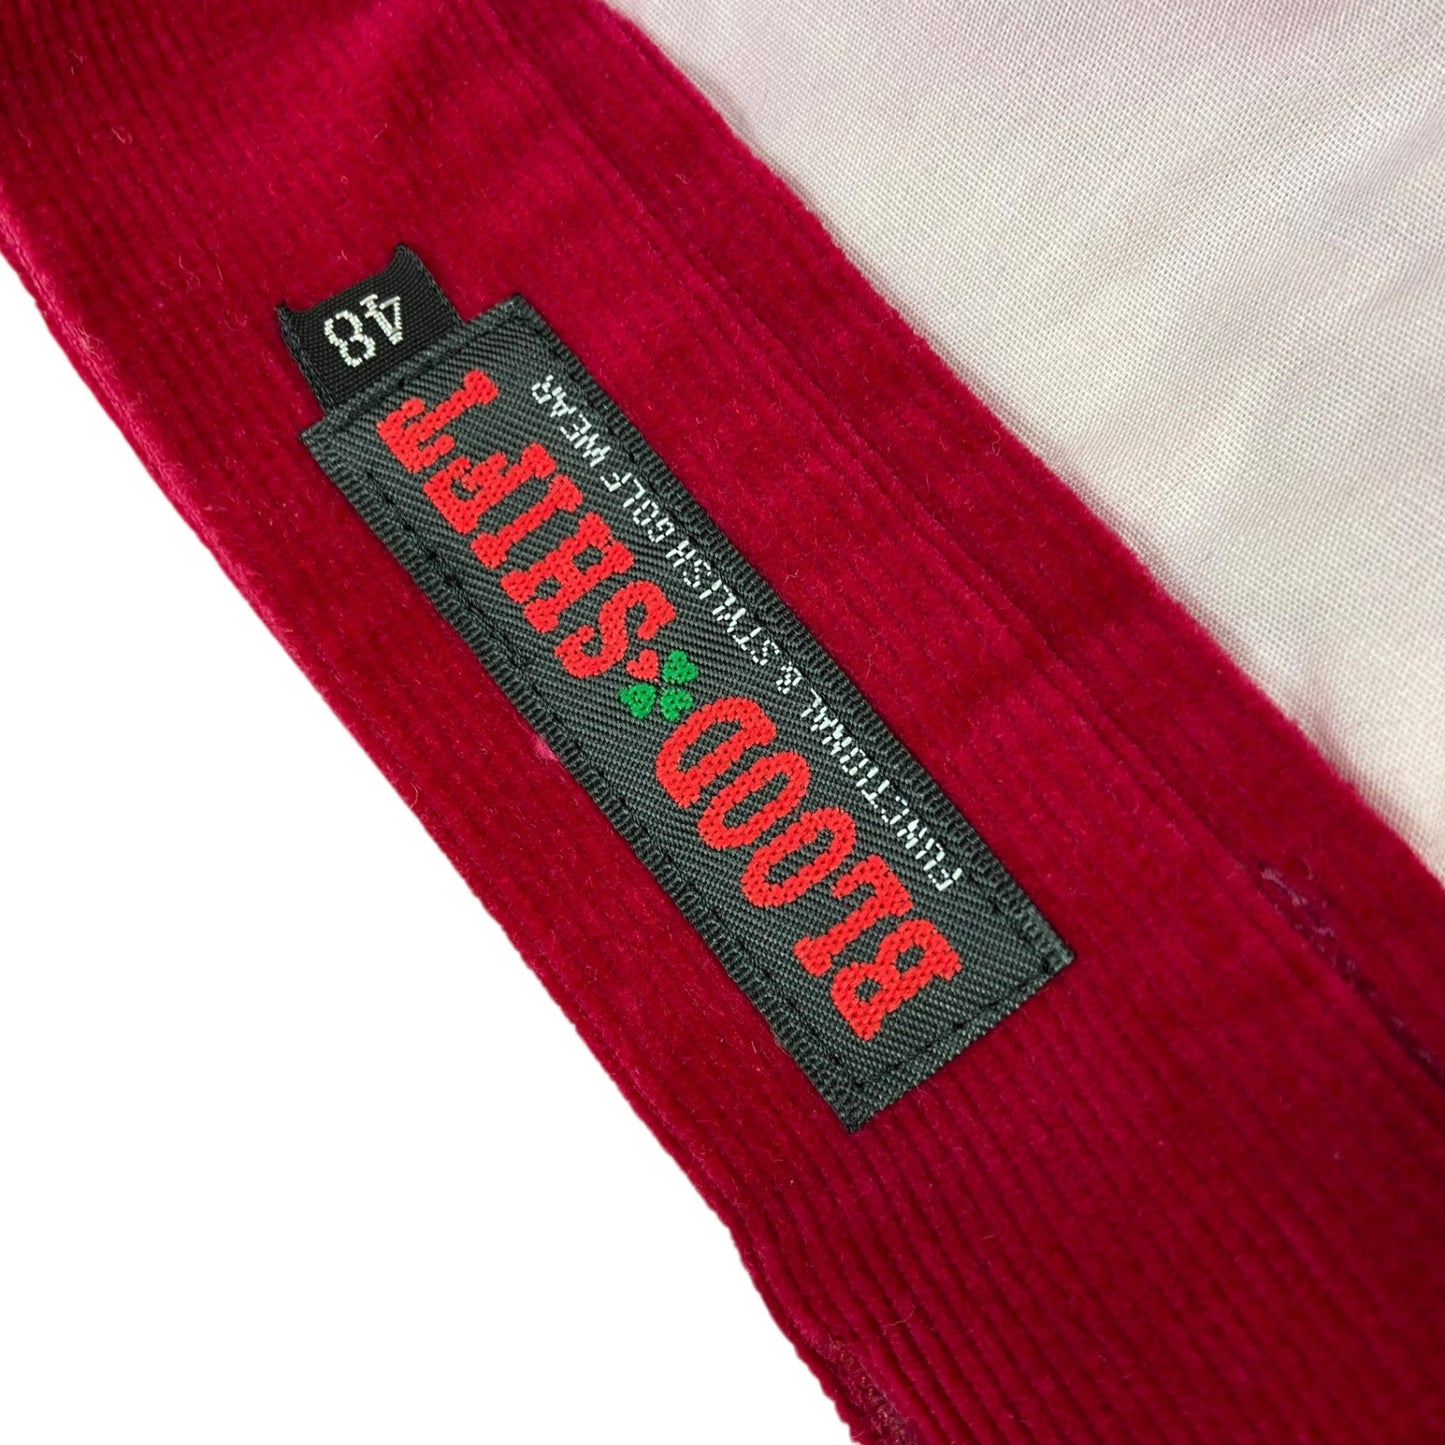 BLOOD SHIFT
FUNCTIONAL & STYLISH GOLF WEAR
48